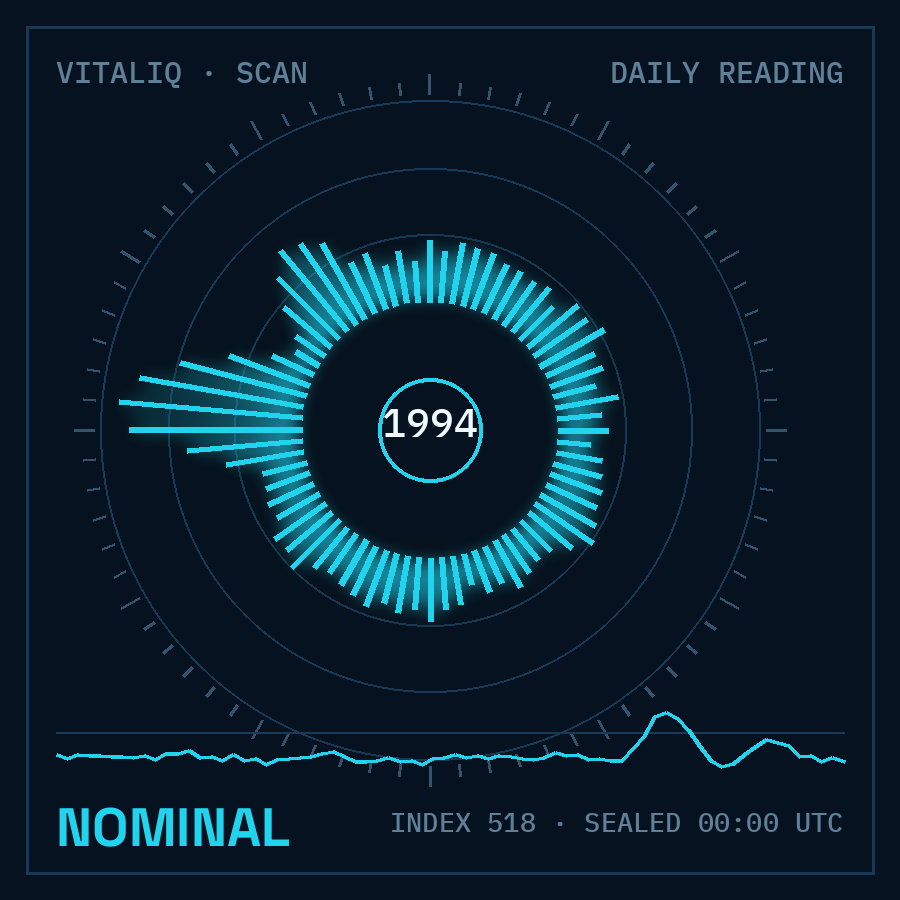 VITALIQ · SCAN
DAILY READING
1994
NOMINAL
INDEX 518 · SEALED 00:00 UTC